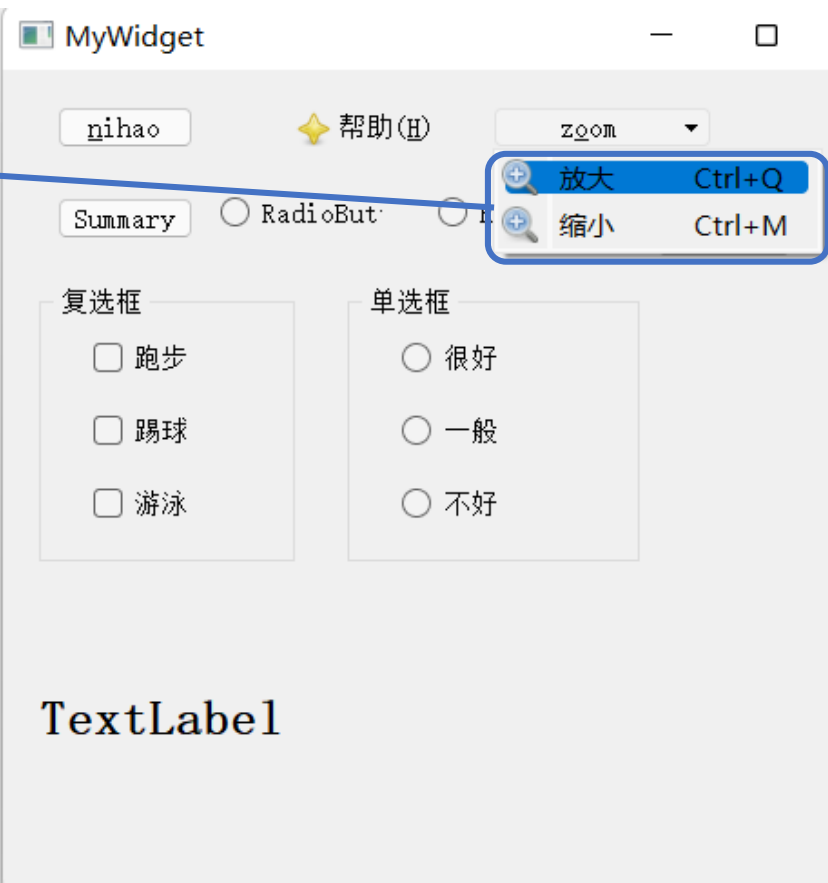 MyWidget
nihao 帮助(H) zoom
放大 Ctrl+Q
Summary RadioBut
缩小 Ctrl+M
复选框 单选框
跑步 很好
踢球 一般
游泳 不好
TextLabel